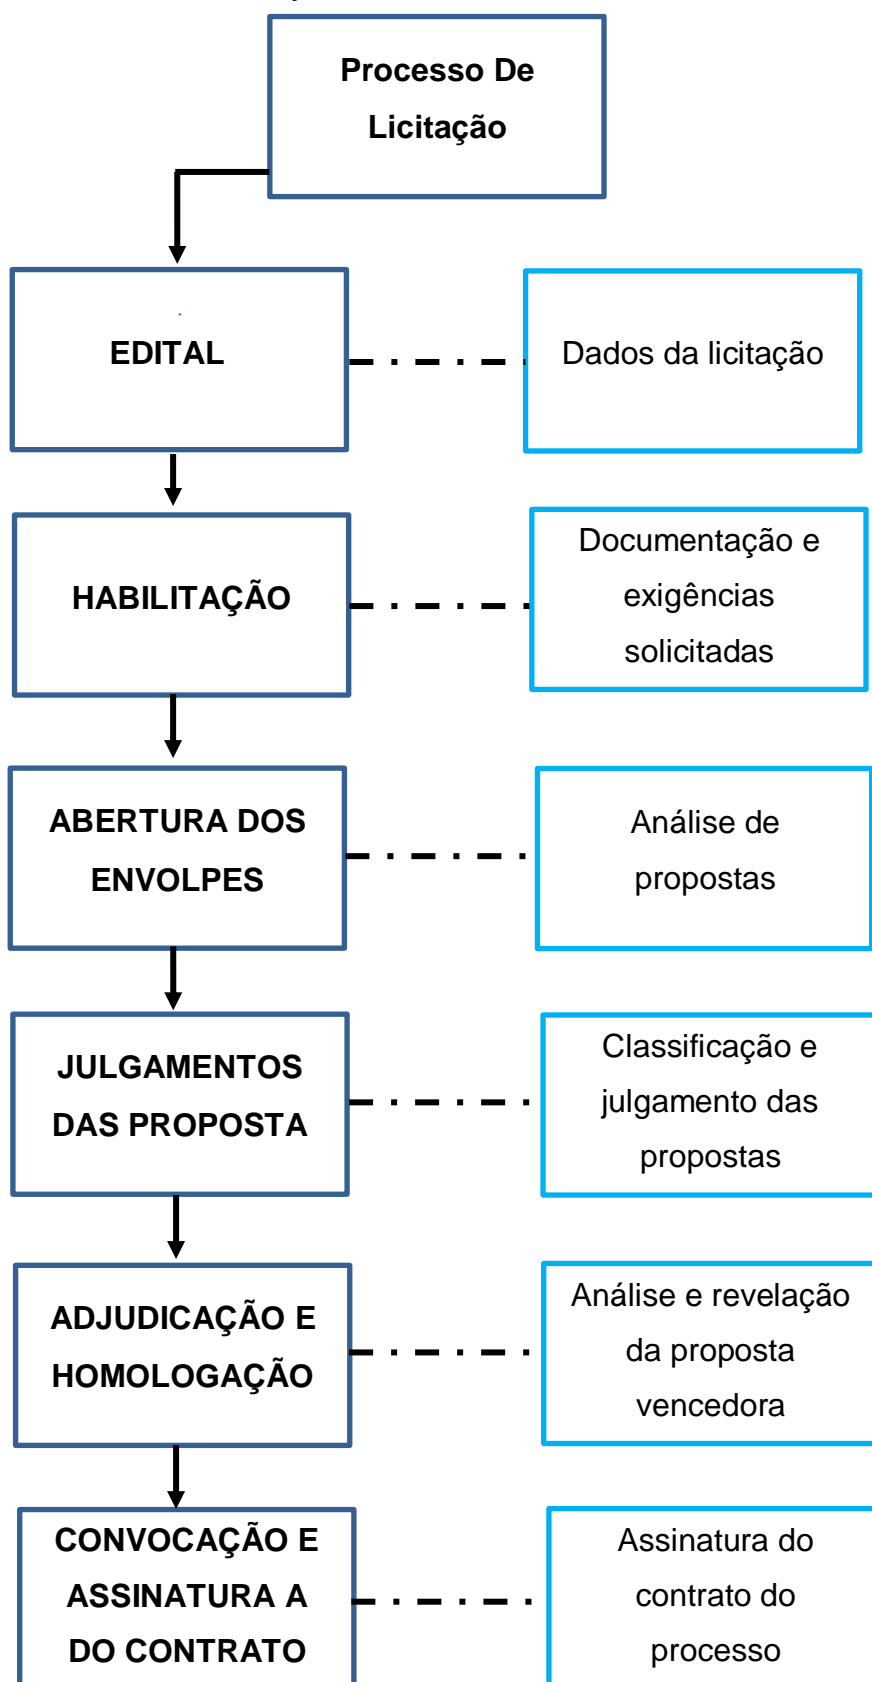 Processo De
Licitação
EDITAL
Dados da licitação
HABILITAÇÃO
Documentação e
exigências
solicitadas
ABERTURA DOS
ENVOLPES
Análise de
propostas
JULGAMENTOS
DAS PROPOSTA
Classificação e
julgamento das
propostas
ADJUDICAÇÃO E
HOMOLOGAÇÃO
Análise e revelação
da proposta
vencedora
CONVOCAÇÃO E
ASSINATURA A
DO CONTRATO
Assinatura do
contrato do
processo